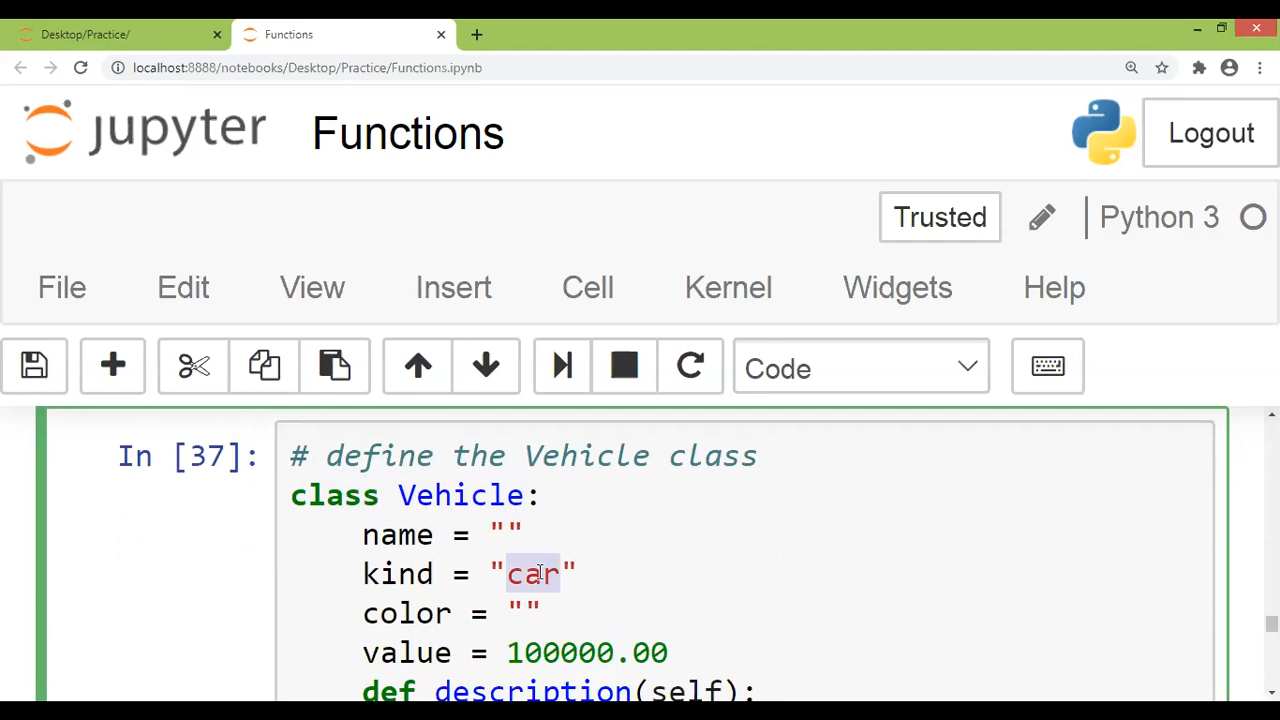 Desktop/Practice/
Functions
localhost:8888/notebooks/Desktop/Practice/Functions.ipynb
jupyter Functions
Logout
Trusted
Python 3
File Edit View Insert Cell Kernel Widgets Help
Code
In [37]:
# define the Vehicle class
class Vehicle:
    name = ""
    kind = "car"
    color = ""
    value = 100000.00
    def description(self):